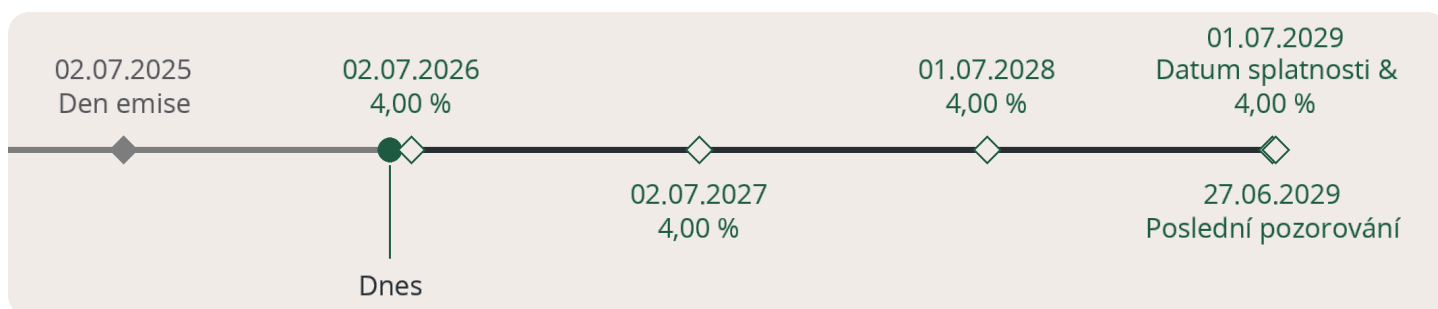 02.07.2025
Den emise
02.07.2026
4,00 %
Dnes
02.07.2027
4,00 %
01.07.2028
4,00 %
01.07.2029
Datum splatnosti &
4,00 %
27.06.2029
Poslední pozorování